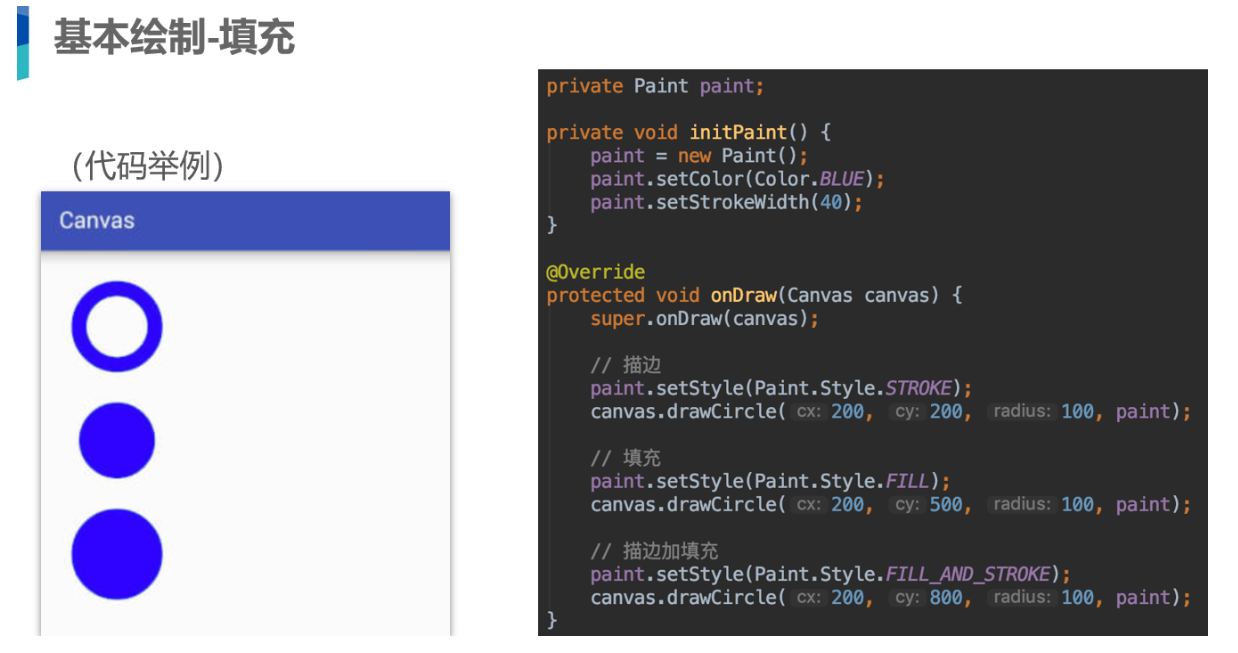 基本绘制-填充
（代码举例）
Canvas
private Paint paint;
private void initPaint() {
    paint = new Paint();
    paint.setColor(Color.BLUE);
    paint.setStrokeWidth(40);
}
@Override
protected void onDraw(Canvas canvas) {
    super.onDraw(canvas);
    // 描边
    paint.setStyle(Paint.Style.STROKE);
    canvas.drawCircle( cx: 200, cy: 200, radius: 100, paint);
    // 填充
    paint.setStyle(Paint.Style.FILL);
    canvas.drawCircle( cx: 200, cy: 500, radius: 100, paint);
    // 描边加填充
    paint.setStyle(Paint.Style.FILL_AND_STROKE);
    canvas.drawCircle( cx: 200, cy: 800, radius: 100, paint);
}